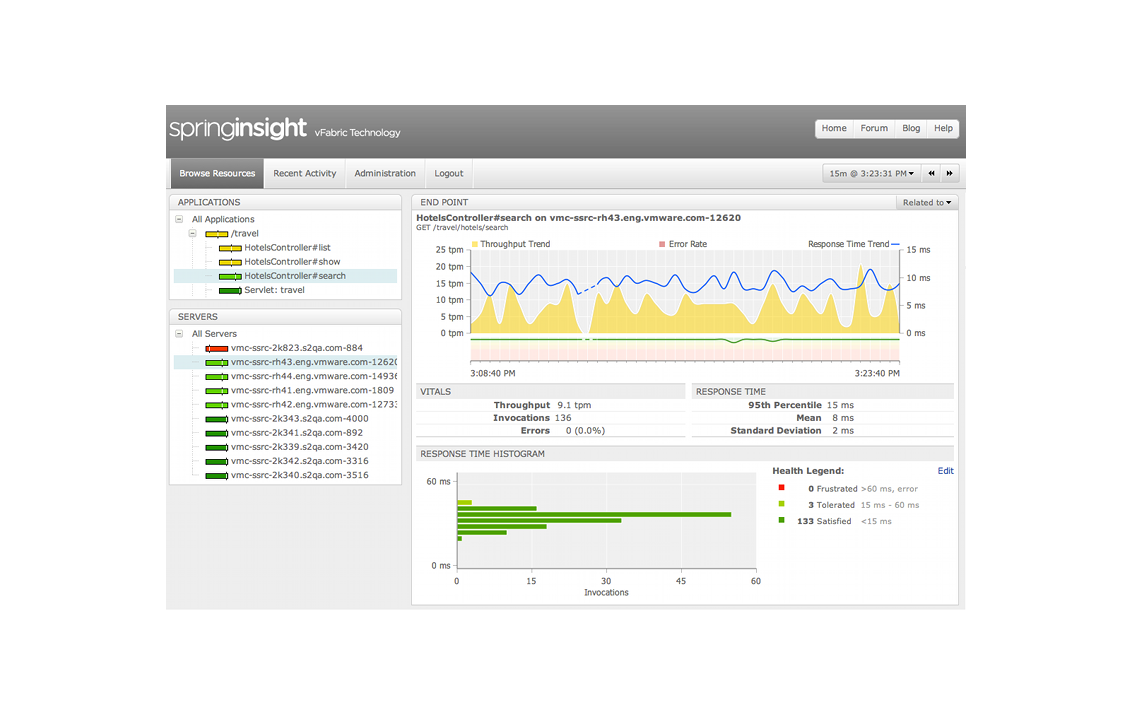 springinsight vFabric Technology
Home Forum Blog Help
Browse Resources Recent Activity Administration Logout
15m @ 3:23:31 PM
APPLICATIONS
All Applications
/travel
HotelsController#list
HotelsController#show
HotelsController#search
Servlet: travel
SERVERS
All Servers
vmc-ssrc-2k823.s2qa.com-884
vmc-ssrc-rh43.eng.vmware.com-12620
vmc-ssrc-rh44.eng.vmware.com-14936
vmc-ssrc-rh41.eng.vmware.com-1809
vmc-ssrc-rh42.eng.vmware.com-12733
vmc-ssrc-2k343.s2qa.com-4000
vmc-ssrc-2k341.s2qa.com-892
vmc-ssrc-2k339.s2qa.com-3420
vmc-ssrc-2k342.s2qa.com-3316
vmc-ssrc-2k340.s2qa.com-3516
END POINT
Related to
HotelsController#search on vmc-ssrc-rh43.eng.vmware.com-12620
GET /travel/hotels/search
Throughput Trend Error Rate Response Time Trend
25 tpm
20 tpm
15 tpm
10 tpm
5 tpm
0 tpm
15 ms
10 ms
5 ms
0 ms
3:08:40 PM 3:23:40 PM
VITALS
Throughput 9.1 tpm
Invocations 136
Errors 0 (0.0%)
RESPONSE TIME
95th Percentile 15 ms
Mean 8 ms
Standard Deviation 2 ms
RESPONSE TIME HISTOGRAM
60 ms
0 ms
0 15 30 45 60
Invocations
Health Legend: Edit
0 Frustrated >60 ms, error
3 Tolerated 15 ms - 60 ms
133 Satisfied <15 ms